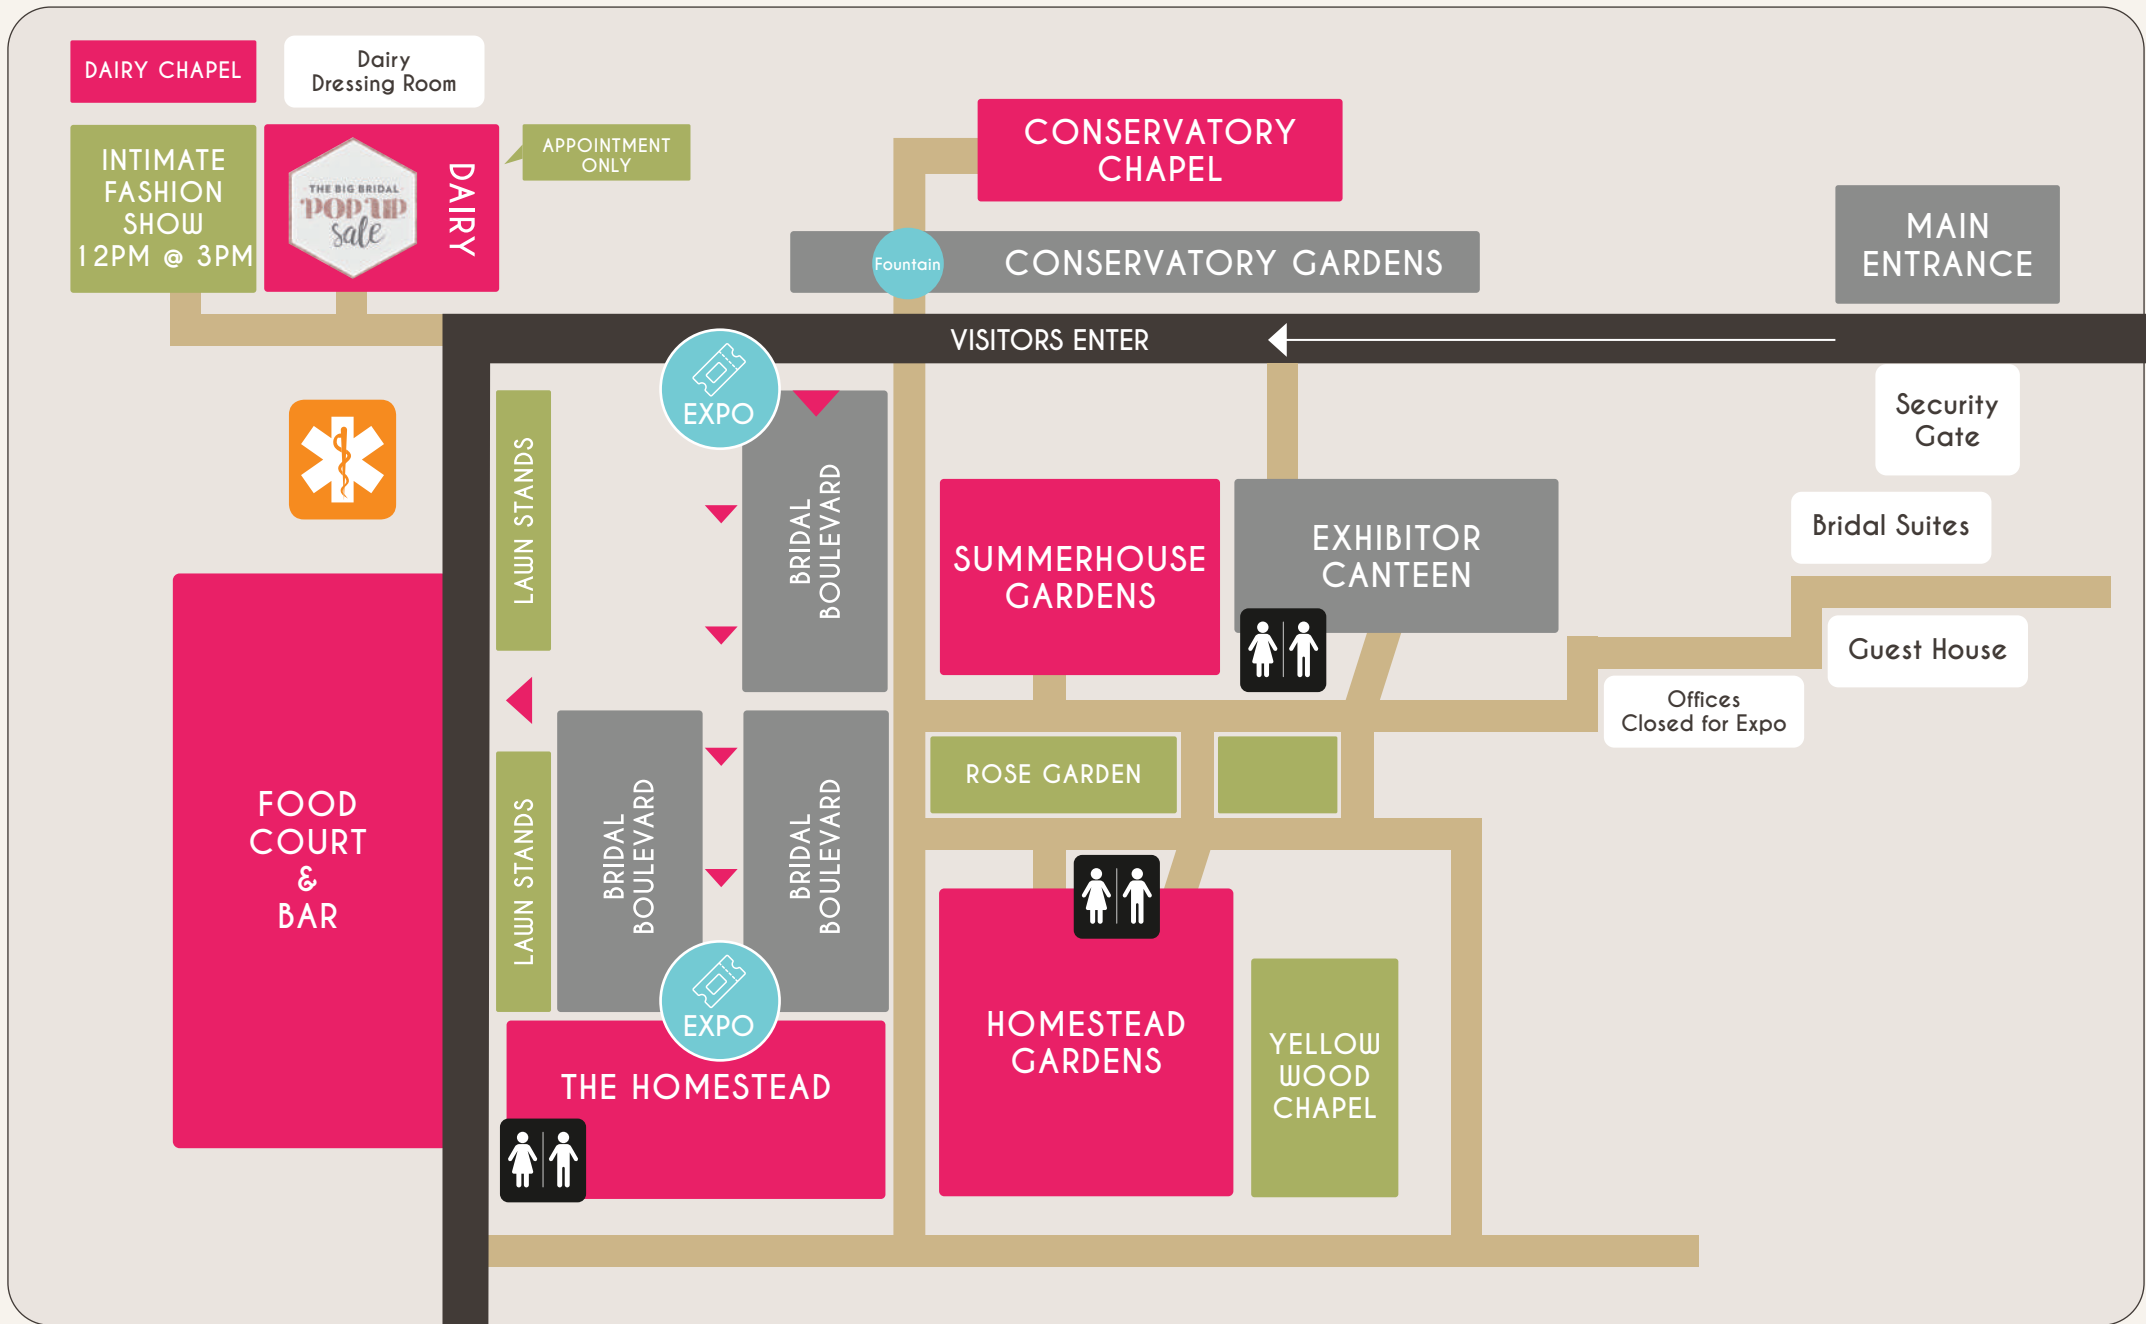 DAIRY CHAPEL
Dairy
Dressing Room
INTIMATE
FASHION
SHOW
12PM @ 3PM
THE BIG BRIDAL
POP UP
Sale
DAIRY
APPOINTMENT
ONLY
CONSERVATORY
CHAPEL
Fountain
CONSERVATORY GARDENS
MAIN
ENTRANCE
VISITORS ENTER
EXPO
Security
Gate
LAWN STANDS
BRIDAL
BOULEVARD
SUMMERHOUSE
GARDENS
EXHIBITOR
CANTEEN
Bridal Suites
Guest House
Offices
Closed for Expo
ROSE GARDEN
FOOD
COURT
&
BAR
LAWN STANDS
BRIDAL
BOULEVARD
BRIDAL
BOULEVARD
EXPO
THE HOMESTEAD
HOMESTEAD
GARDENS
YELLOW
WOOD
CHAPEL